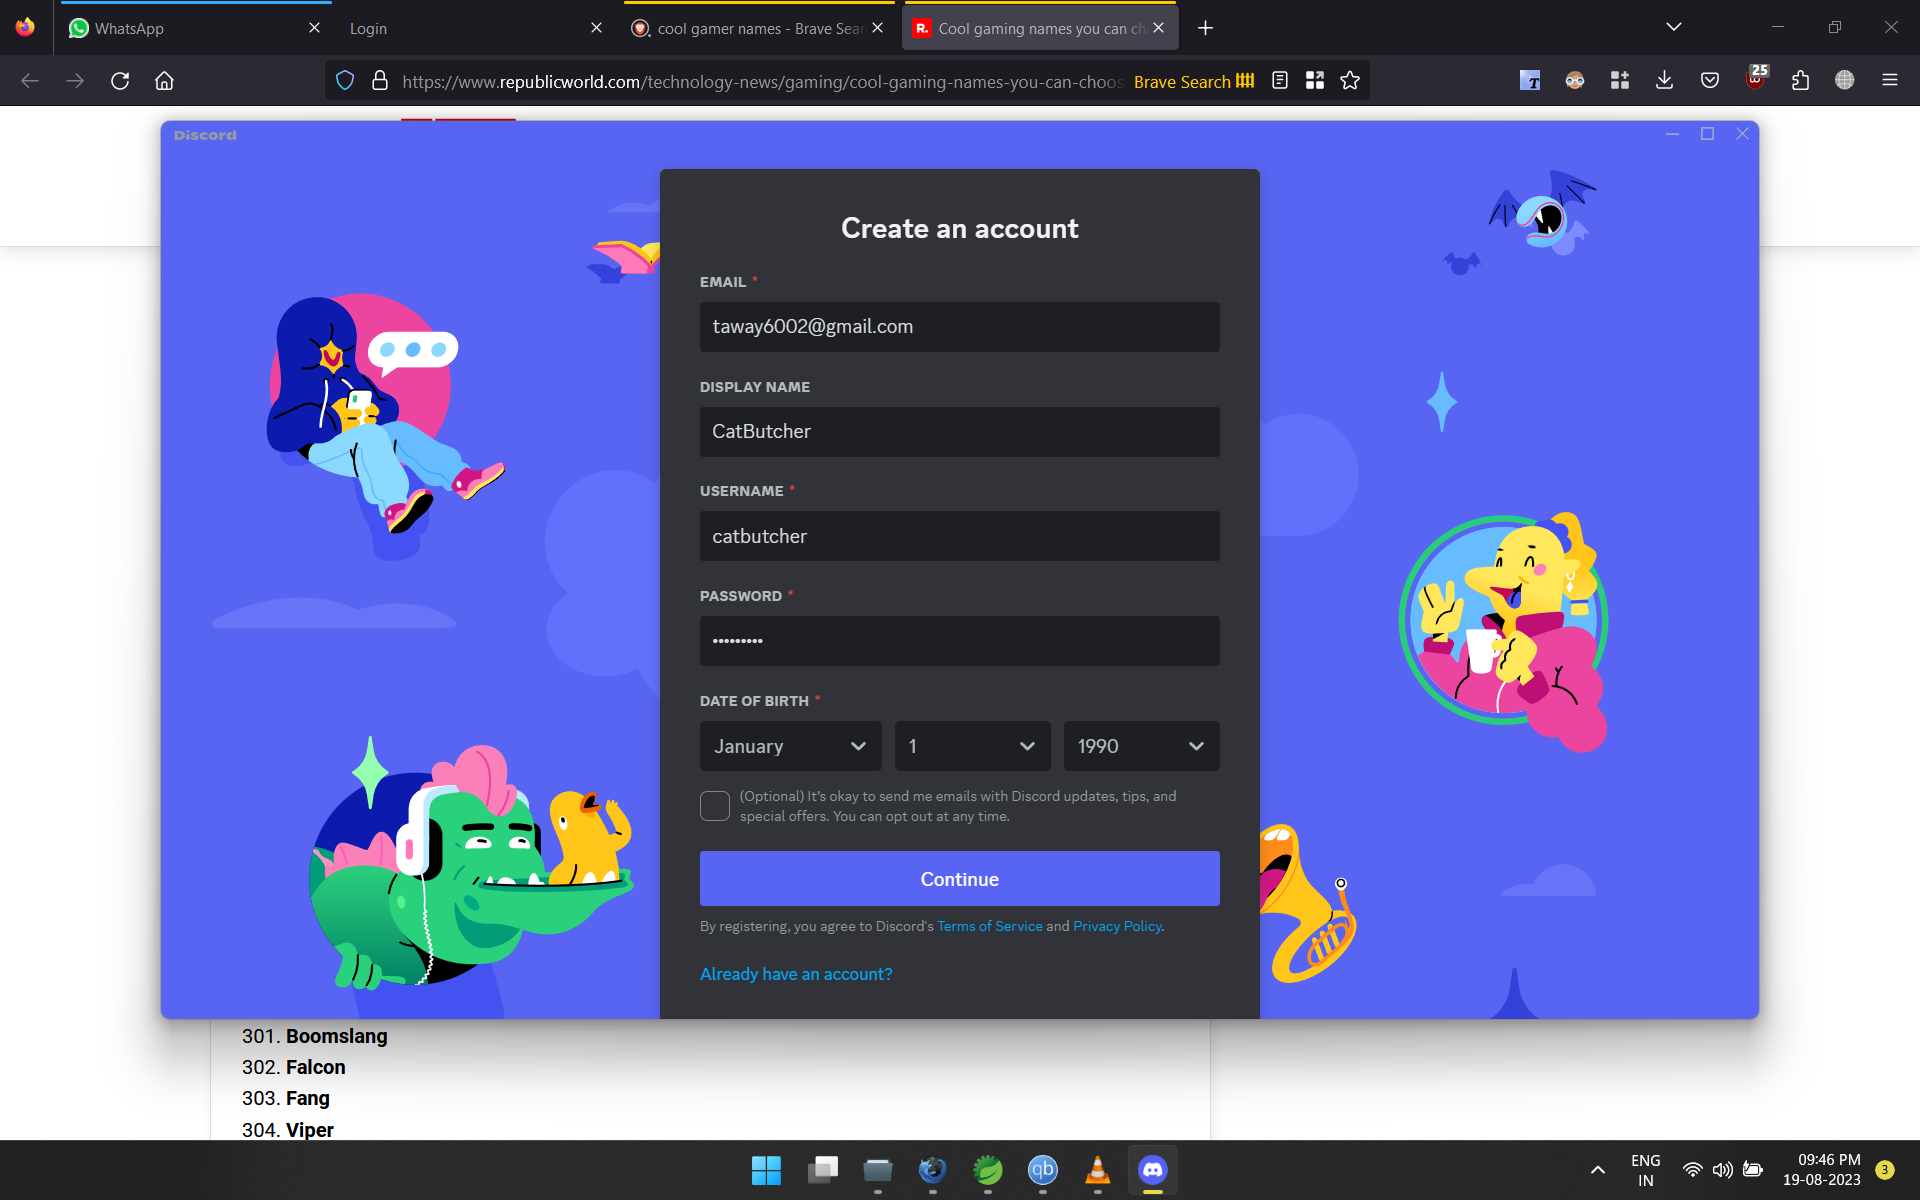 WhatsApp
Login
cool gamer names - Brave Sear
Cool gaming names you can ch
https://www.republicworld.com/technology-news/gaming/cool-gaming-names-you-can-choos
Brave Search
25
Discord
Create an account
EMAIL *
taway6002@gmail.com
DISPLAY NAME
CatButcher
USERNAME *
catbutcher
PASSWORD *
•••••••••
DATE OF BIRTH *
January
1
1990
(Optional) It's okay to send me emails with Discord updates, tips, and
special offers. You can opt out at any time.
Continue
By registering, you agree to Discord's Terms of Service and Privacy Policy.
Already have an account?
301. Boomslang
302. Falcon
303. Fang
304. Viper
qb
ENG
IN
09:46 PM
19-08-2023
3